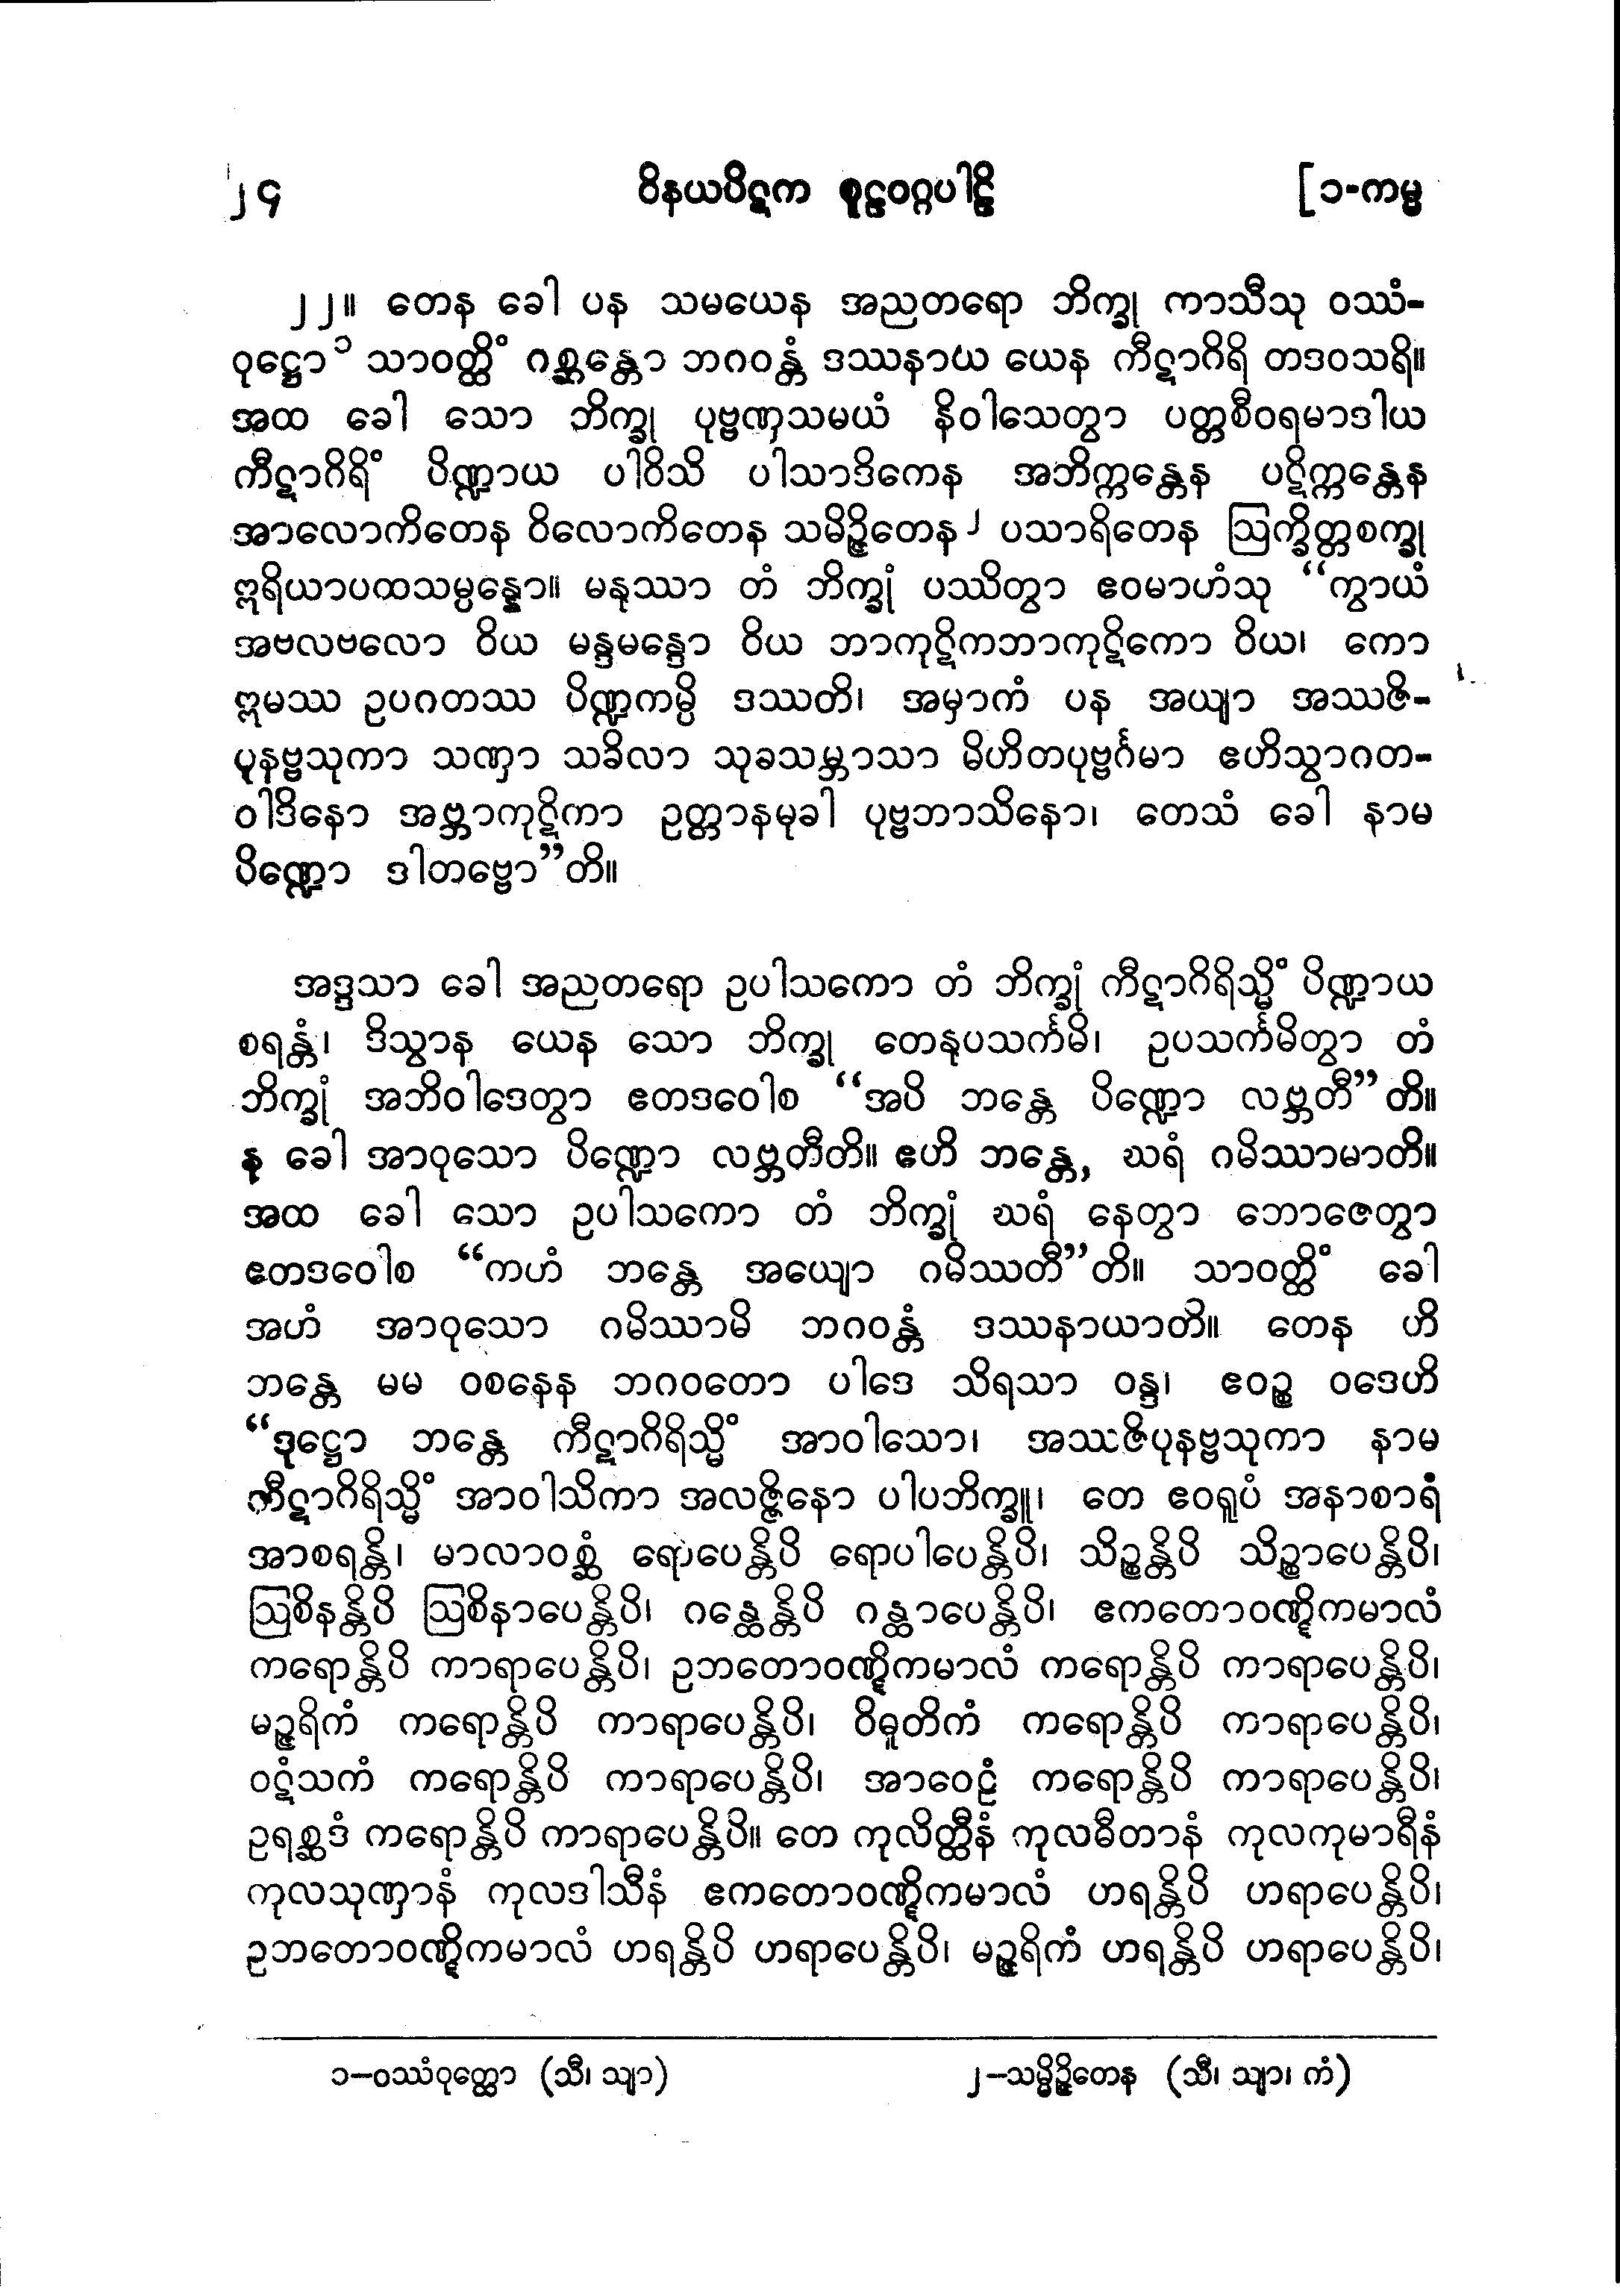 ၂၄ ဝိနယပိဋက စူဠဝဂ္ဂပါဠိ [၁-ကမ္မ
၂၂။ တေန ခေါ ပန သမယေန အညတရော ဘိက္ခု ကာသီသု ဝဿံ-
ဝုဋ္ဌော၁ သာဝတ္ထိံ ဂစ္ဆန္တော ဘဂဝန္တံ ဒဿနာယ ယေန ကီဋာဂိရိ တဒဝသရိ။
အထ ခေါ သော ဘိက္ခု ပုဗ္ဗဏှသမယံ နိဝါသေတွာ ပတ္တစီဝရမာဒါယ
ကီဋာဂိရိံ ပိဏ္ဍာယ ပါဝိသိ ပါသာဒိကေန အဘိက္ကန္တေန ပဋိက္ကန္တေန
အာလောကိတေန ဝိလောကိတေန သမိဉ္ဇိတေန၂ ပသာရိတေန ဩက္ခိတ္တစက္ခု
ဣရိယာပထသမ္ပန္နော။ မနုဿာ တံ ဘိက္ခုံ ပဿိတွာ ဧဝမာဟံသု “ကွာယံ
အဗလဗလော ဝိယ မန္ဒမန္ဒော ဝိယ ဘာကုဋိကဘာကုဋိကော ဝိယ၊ ကော
ဣမဿ ဥပဂတဿ ပိဏ္ဍကမ္ပိ ဒဿတိ၊ အမှာကံ ပန အယျာ အဿဇိ-
ပုနဗ္ဗသုကာ သဏှာ သခိလာ သုခသမ္ဘာသာ မိဟိတပုဗ္ဗင်္ဂမာ ဧဟိသွာဂတ-
ဝါဒိနော အဗ္ဘာကုဋိကာ ဥတ္တာနမုခါ ပုဗ္ဗဘာသိနော၊ တေသံ ခေါ နာမ
ပိဏ္ဍော ဒါတဗ္ဗော”တိ။
အဒ္ဒသာ ခေါ အညတရော ဥပါသကော တံ ဘိက္ခုံ ကီဋာဂိရိသ္မိံ ပိဏ္ဍာယ
စရန္တံ၊ ဒိသွာန ယေန သော ဘိက္ခု တေနုပသင်္ကမိ၊ ဥပသင်္ကမိတွာ တံ
ဘိက္ခုံ အဘိဝါဒေတွာ ဧတဒဝေါစ “အပိ ဘန္တေ ပိဏ္ဍော လဗ္ဘတီ”တိ။
န ခေါ အာဝုသော ပိဏ္ဍော လဗ္ဘတီတိ။ ဧဟိ ဘန္တေ, ဃရံ ဂမိဿာမာတိ။
အထ ခေါ သော ဥပါသကော တံ ဘိက္ခုံ ဃရံ နေတွာ ဘောဇေတွာ
ဧတဒဝေါစ “ကဟံ ဘန္တေ အယျော ဂမိဿတီ”တိ။ သာဝတ္ထိံ ခေါ
အဟံ အာဝုသော ဂမိဿာမိ ဘဂဝန္တံ ဒဿနာယာတိ။ တေန ဟိ
ဘန္တေ မမ ဝစနေန ဘဂဝတော ပါဒေ သိရသာ ဝန္ဒ၊ ဧဝဉ္စ ဝဒေဟိ
“ဒုဋ္ဌော ဘန္တေ ကီဋာဂိရိသ္မိံ အာဝါသော၊ အဿဇိပုနဗ္ဗသုကာ နာမ
ကီဋာဂိရိသ္မိံ အာဝါသိကာ အလဇ္ဇိနော ပါပဘိက္ခူ၊ တေ ဧဝရူပံ အနာစာရံ
အာစရန္တိ၊ မာလာဝစ္ဆံ ရောပေန္တိပိ ရောပါပေန္တိပိ၊ သိဉ္စန္တိပိ သိဉ္စာပေန္တိပိ၊
ဩစိနန္တိပိ ဩစိနာပေန္တိပိ၊ ဂန္ထေန္တိပိ ဂန္ထာပေန္တိပိ၊ ဧကတောဝဏ္ဋိကမာလံ
ကရောန္တိပိ ကာရာပေန္တိပိ၊ ဥဘတောဝဏ္ဋိကမာလံ ကရောန္တိပိ ကာရာပေန္တိပိ၊
မဉ္ဇရိကံ ကရောန္တိပိ ကာရာပေန္တိပိ၊ ဝိဓူတိကံ ကရောန္တိပိ ကာရာပေန္တိပိ၊
ဝဋံသကံ ကရောန္တိပိ ကာရာပေန္တိပိ၊ အာဝေဠံ ကရောန္တိပိ ကာရာပေန္တိပိ၊
ဥရစ္ဆဒံ ကရောန္တိပိ ကာရာပေန္တိပိ။ တေ ကုလိတ္ထီနံ ကုလဓီတာနံ ကုလကုမာရီနံ
ကုလသုဏှာနံ ကုလဒါသီနံ ဧကတောဝဏ္ဋိကမာလံ ဟရန္တိပိ ဟရာပေန္တိပိ၊
ဥဘတောဝဏ္ဋိကမာလံ ဟရန္တိပိ ဟရာပေန္တိပိ၊ မဉ္ဇရိကံ ဟရန္တိပိ ဟရာပေန္တိပိ၊
၁–ဝဿံဝုတ္ထော (သီ၊ သျာ) ၂–သမ္မိဉ္ဇိတေန (သီ၊ သျာ၊ ကံ)